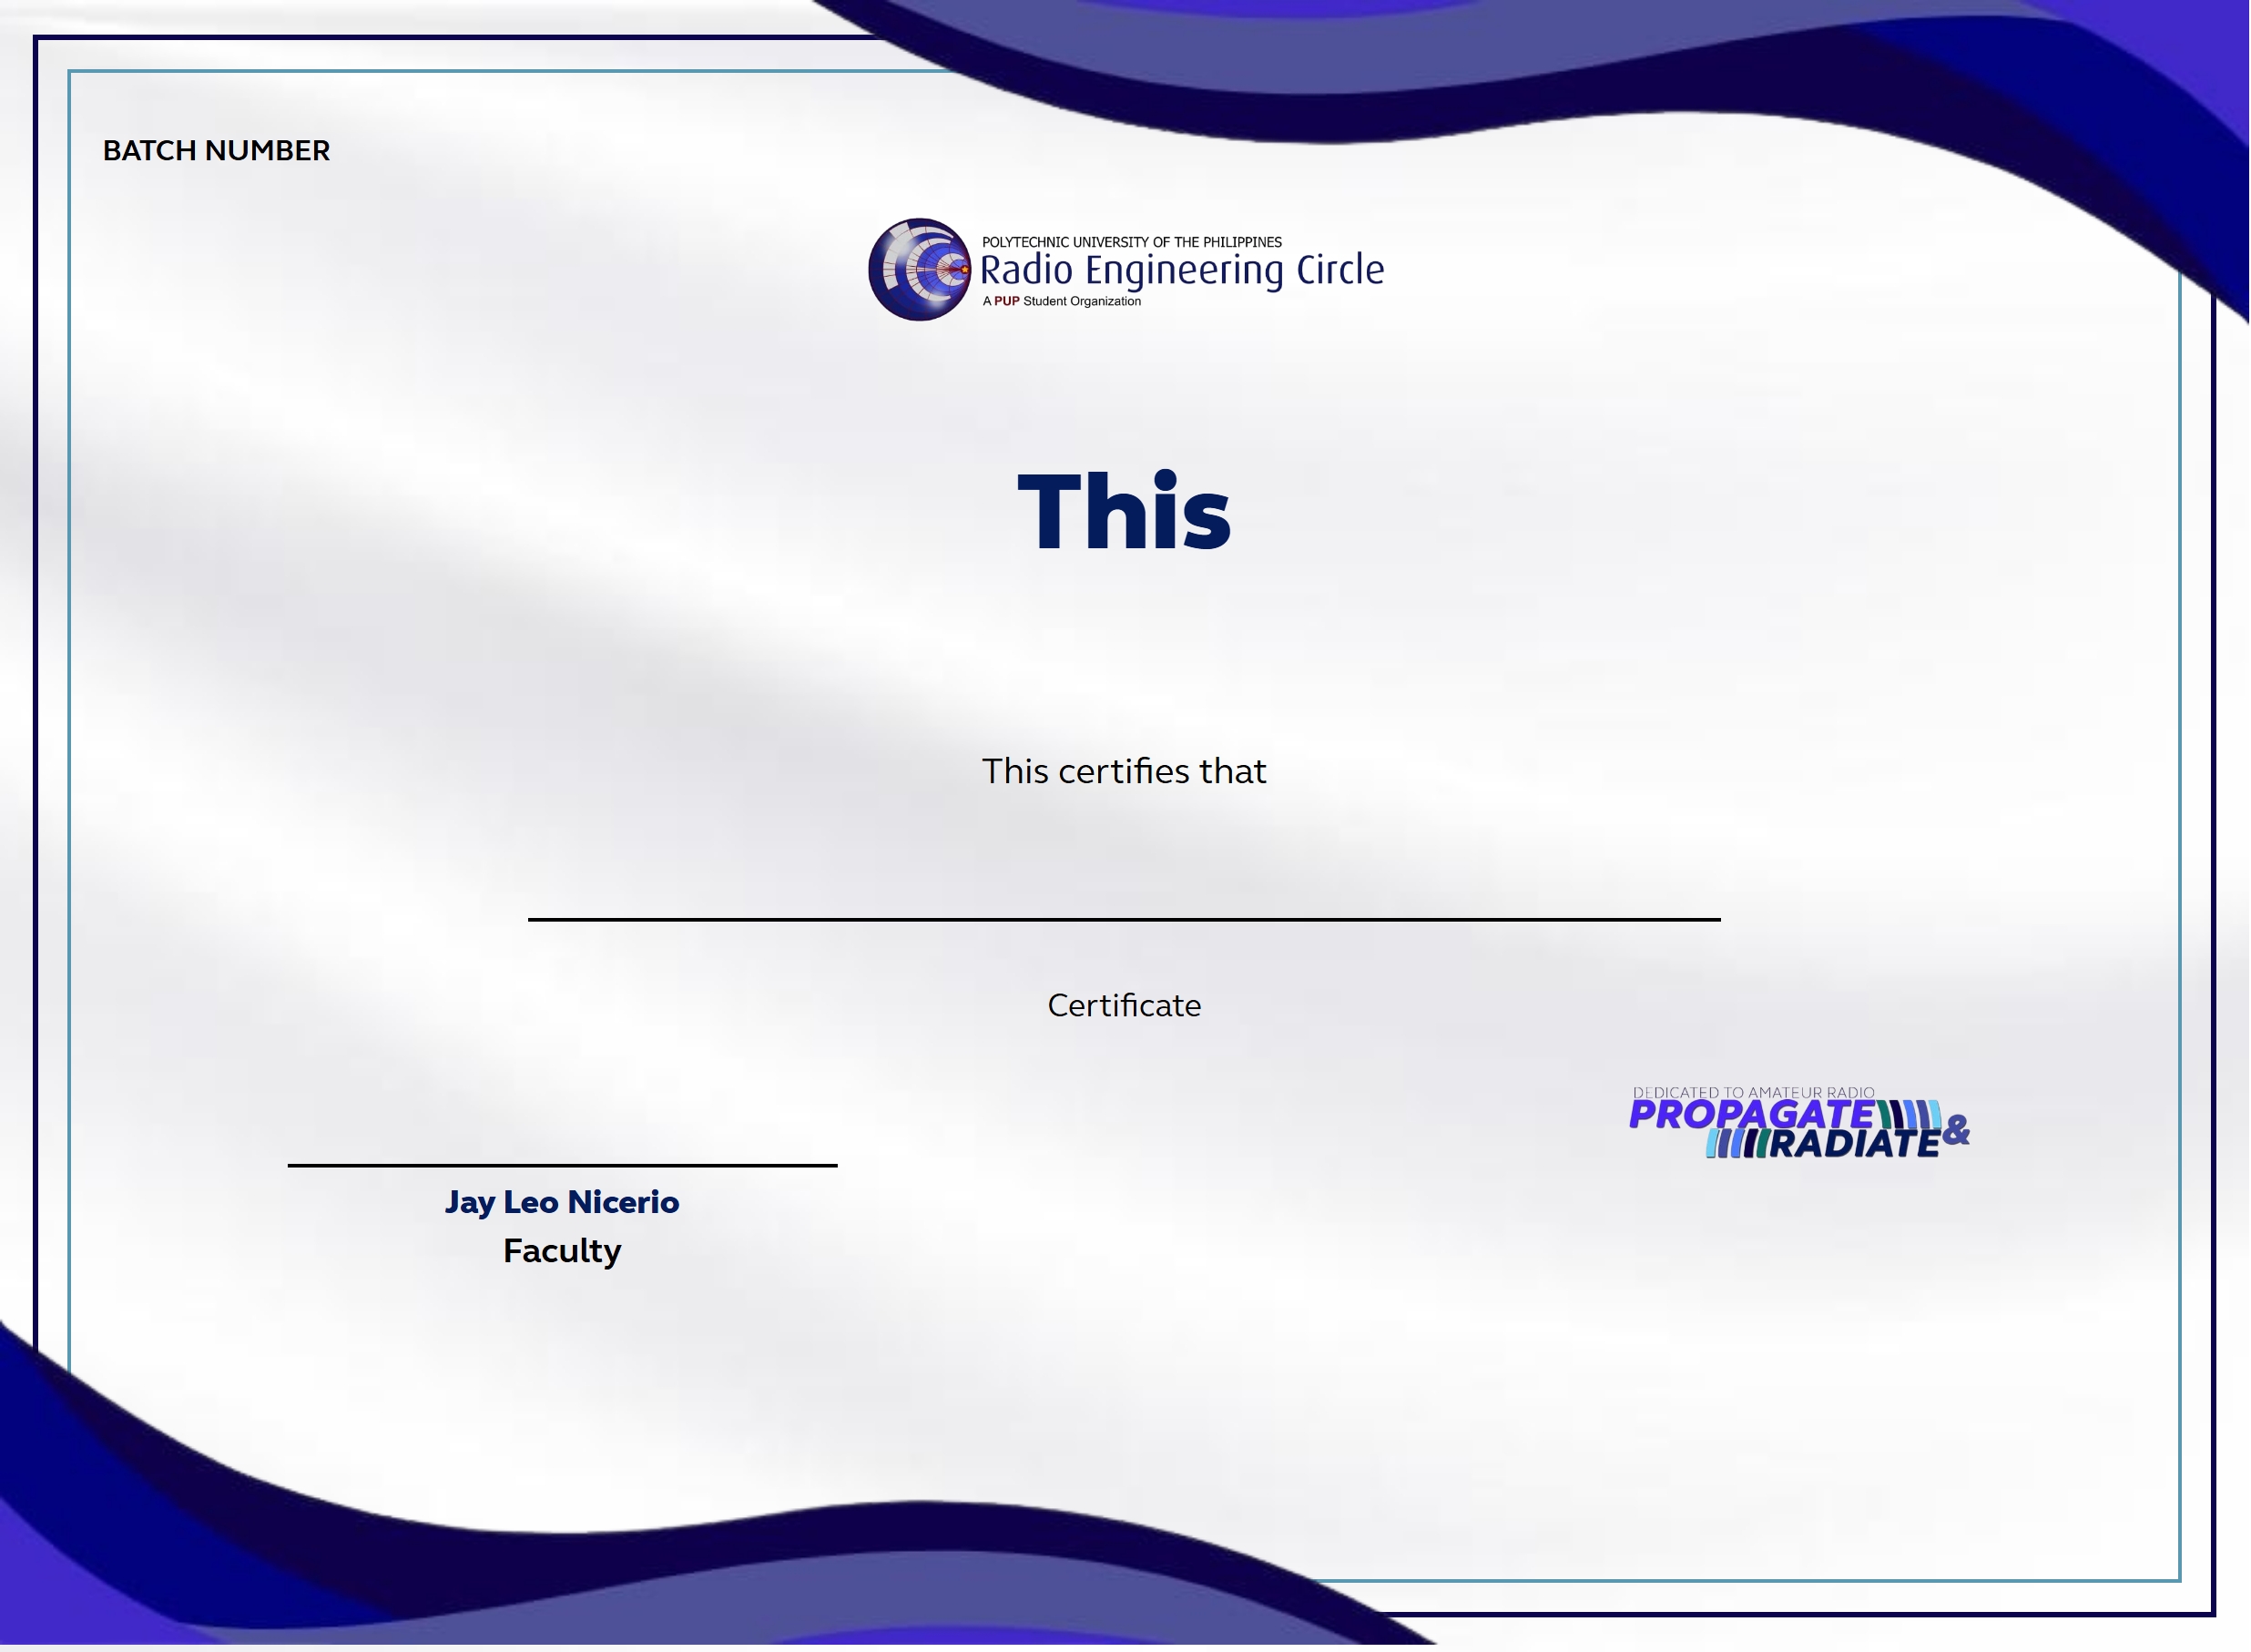 BATCH NUMBER
POLYTECHNIC UNIVERSITY OF THE PHILIPPINES
Radio Engineering Circle
A PUP Student Organization
This
This certifies that
Certificate
DEDICATED TO AMATEUR RADIO
PROPAGATE
RADIATE &
Jay Leo Nicerio
Faculty